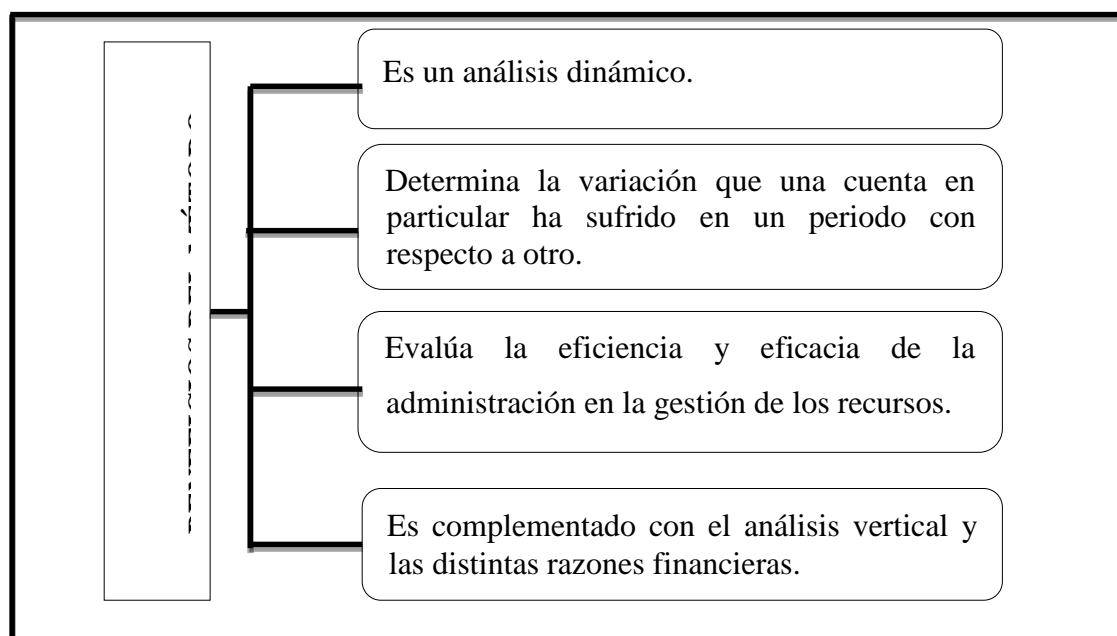 Es un análisis dinámico.
Determina la variación que una cuenta en
particular ha sufrido en un periodo con
respecto a otro.
Evalúa la eficiencia y eficacia de la
administración en la gestión de los recursos.
Es complementado con el análisis vertical y
las distintas razones financieras.